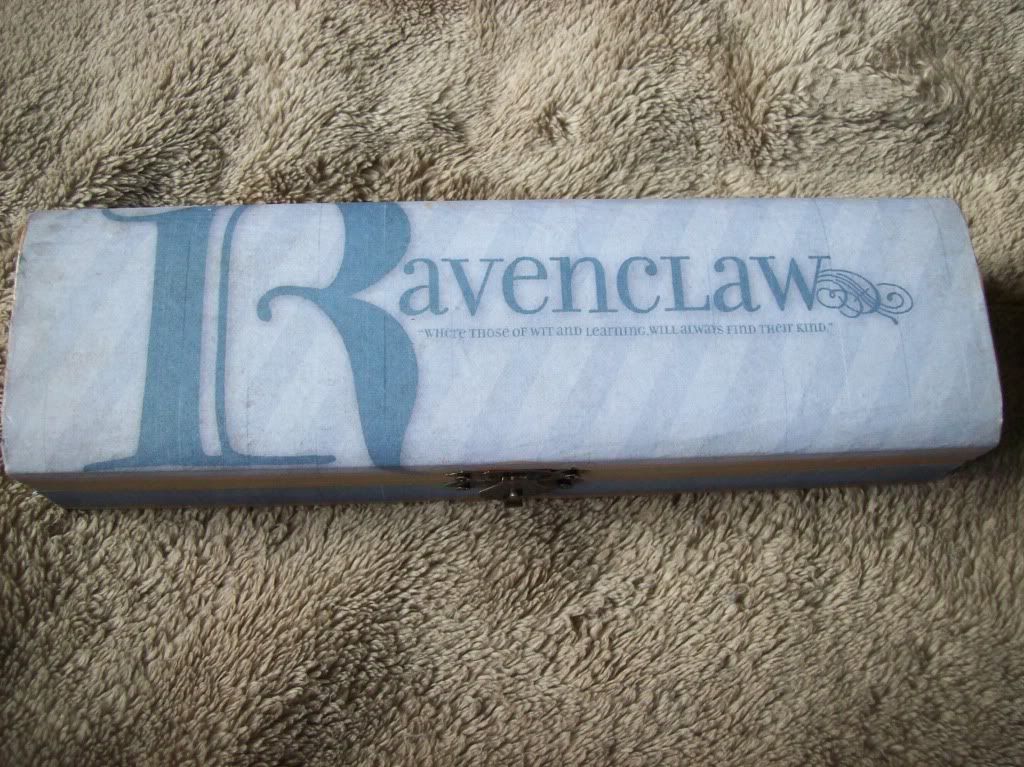 Ravenclaw
"Where those of wit and learning, will always find their kind."